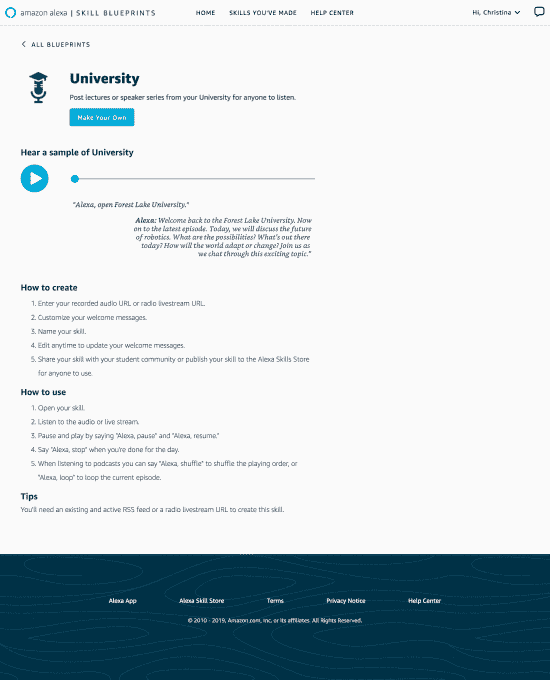 amazon alexa | SKILL BLUEPRINTS HOME SKILLS YOU'VE MADE HELP CENTER Hi, Christina
ALL BLUEPRINTS
University
Post lectures or speaker series from your University for anyone to listen.
Make Your Own
Hear a sample of University
"Alexa, open Forest Lake University."
Alexa: Welcome back to the Forest Lake University. Now
on to the latest episode. Today, we will discuss the future
of robotics. What are the possibilities? What's out there
today? How will the world adapt or change? Join us as
we chat through this exciting topic."
How to create
1. Enter your recorded audio URL or radio livestream URL.
2. Customize your welcome messages.
3. Name your skill.
4. Edit anytime to update your welcome messages.
5. Share your skill with your student community or publish your skill to the Alexa Skills Store
for anyone to use.
How to use
1. Open your skill.
2. Listen to the audio or live stream.
3. Pause and play by saying "Alexa, pause" and "Alexa, resume."
4. Say "Alexa, stop" when you're done for the day.
5. When listening to podcasts you can say "Alexa, shuffle" to shuffle the playing order, or
"Alexa, loop" to loop the current episode.
Tips
You'll need an existing and active RSS feed or a radio livestream URL to create this skill.
Alexa App Alexa Skill Store Terms Privacy Notice Help Center
© 2010 - 2019, Amazon.com, Inc. or its affiliates. All Rights Reserved.